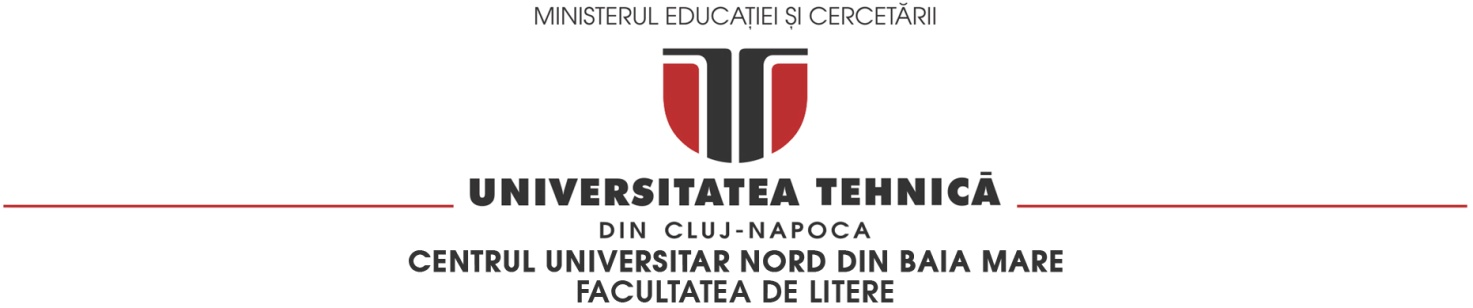 MINISTERUL EDUCAȚIEI ȘI CERCETĂRII
UNIVERSITATEA TEHNICĂ
DIN CLUJ-NAPOCA
CENTRUL UNIVERSITAR NORD DIN BAIA MARE
FACULTATEA DE LITERE